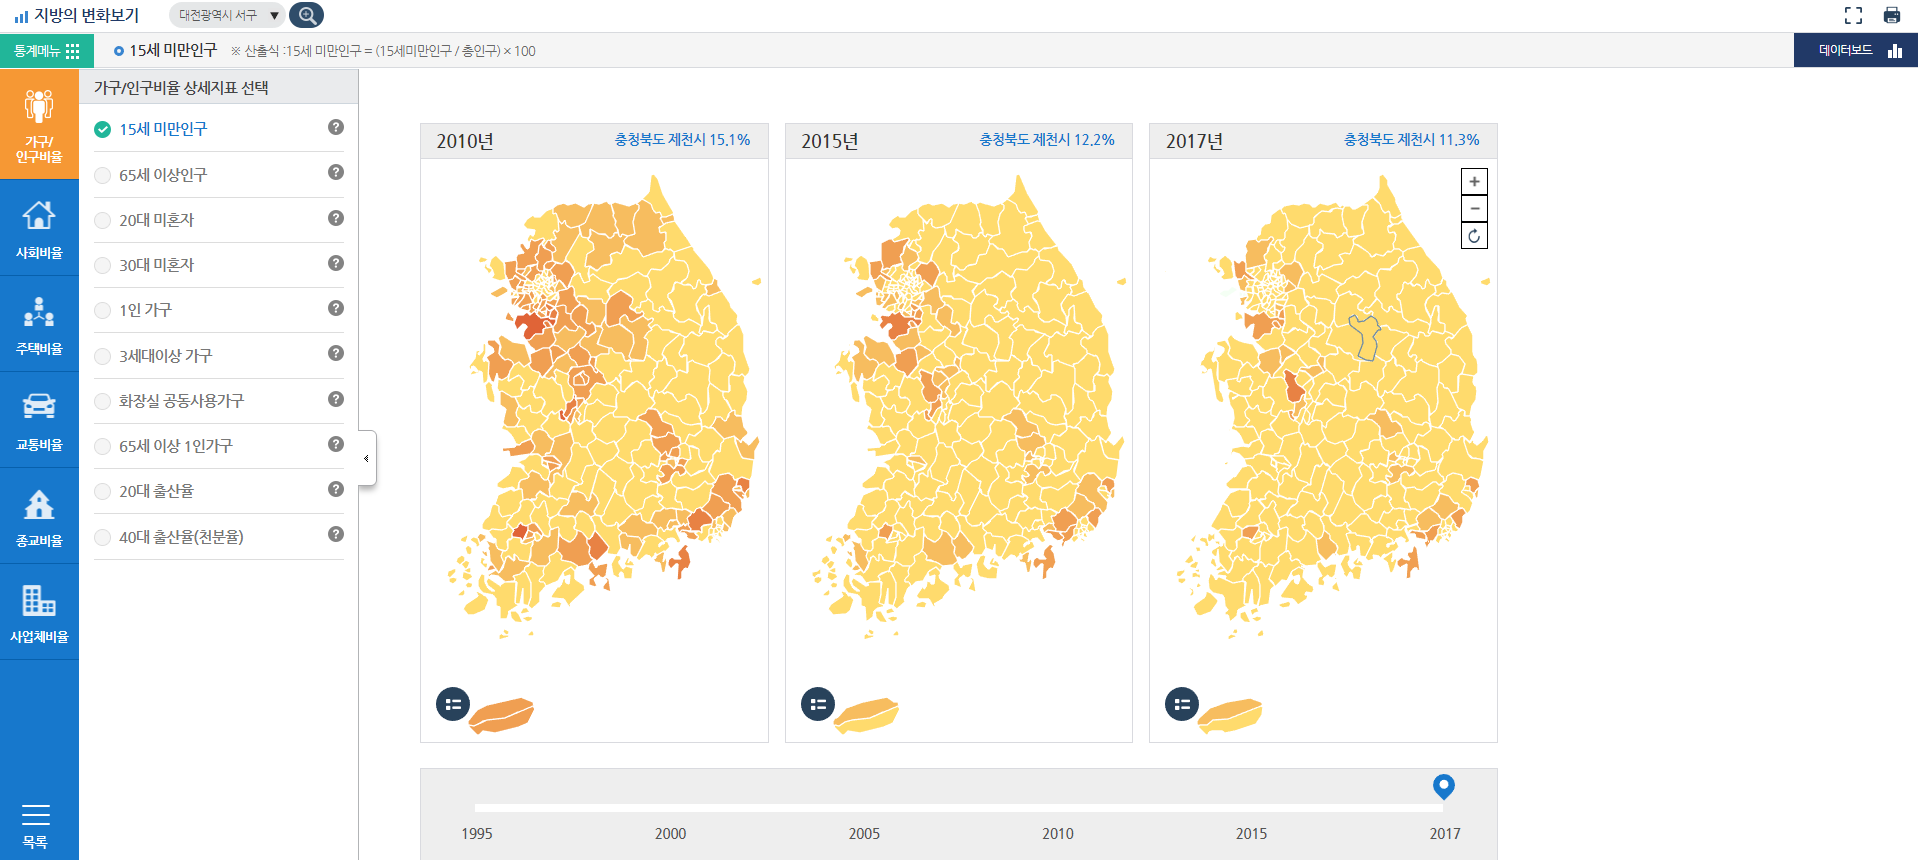 지방의 변화보기
대전광역시 서구 ▼
통계메뉴
15세 미만인구 ※ 산출식 :15세 미만인구 = (15세미만인구 / 총인구) × 100
데이터보드
가구/인구비율 상세지표 선택
가구/
인구비율
사회비율
주택비율
교통비율
종교비율
사업체비율
목록
15세 미만인구 ?
65세 이상인구 ?
20대 미혼자 ?
30대 미혼자 ?
1인 가구 ?
3세대이상 가구 ?
화장실 공동사용가구 ?
65세 이상 1인가구 ?
20대 출산율 ?
40대 출산율(천분율) ?
2010년 충청북도 제천시 15.1%
2015년 충청북도 제천시 12.2%
2017년 충청북도 제천시 11.3%
+
−
1995 2000 2005 2010 2015 2017